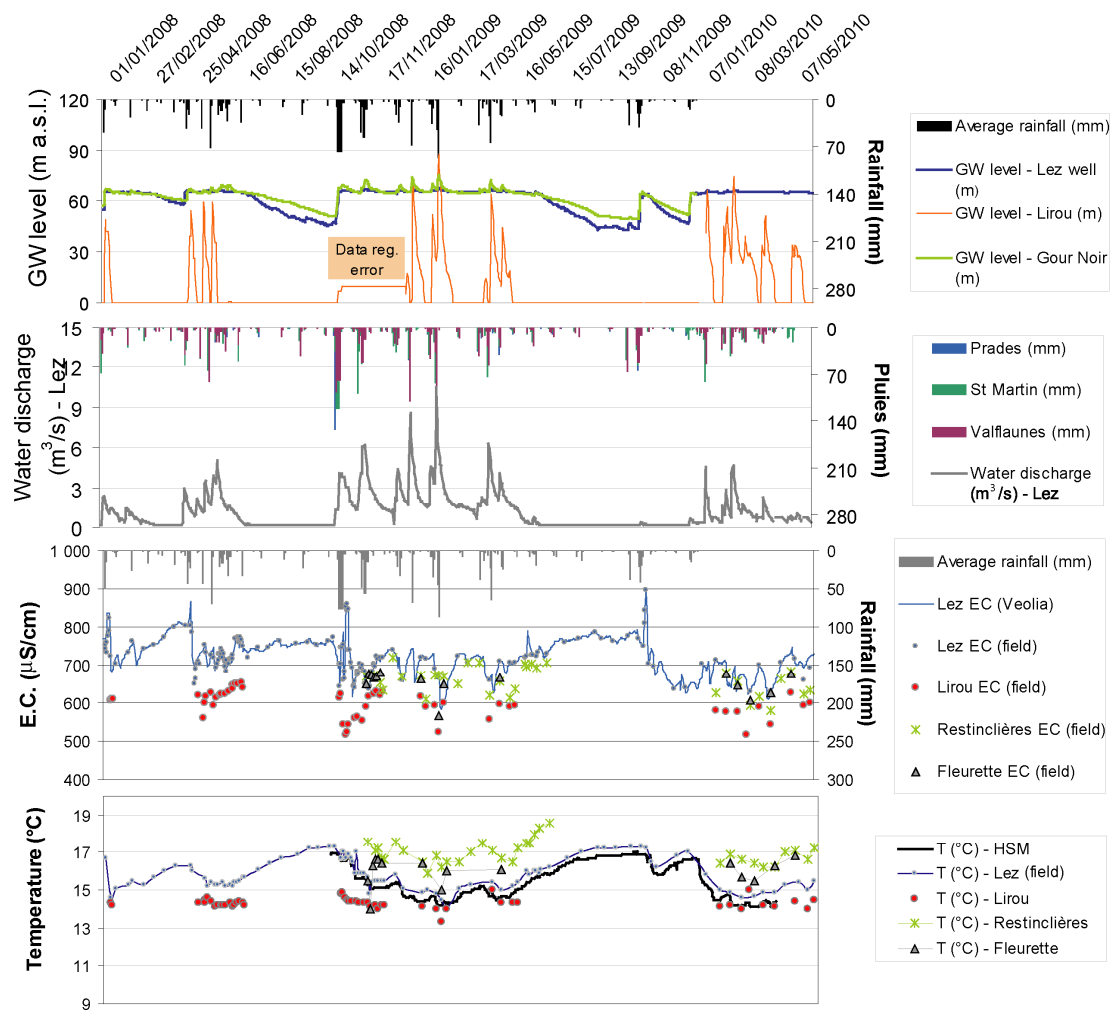 01/01/2008
27/02/2008
25/04/2008
16/06/2008
15/08/2008
14/10/2008
17/11/2008
16/01/2009
17/03/2009
16/05/2009
15/07/2009
13/09/2009
08/11/2009
07/01/2010
08/03/2010
07/05/2010
GW level (m a.s.l.)
120
90
60
30
0
Data reg.
error
0
70
140
210
280
Rainfall (mm)
Average rainfall (mm)
GW level - Lez well
(m)
GW level - Lirou (m)
GW level - Gour Noir
(m)
Water discharge
(m³/s) - Lez
15
12
9
6
3
0
0
70
140
210
280
Pluies (mm)
Prades (mm)
St Martin (mm)
Valflaunes (mm)
Water discharge
(m³/s) - Lez
E.C. (µS/cm)
1 000
900
800
700
600
500
400
0
50
100
150
200
250
300
Rainfall (mm)
Average rainfall (mm)
Lez EC (Veolia)
Lez EC (field)
Lirou EC (field)
Restinclières EC (field)
Fleurette EC (field)
Temperature (°C)
19
17
15
13
11
9
T (°C) - HSM
T (°C) - Lez (field)
T (°C) - Lirou
T (°C) - Restinclières
T (°C) - Fleurette